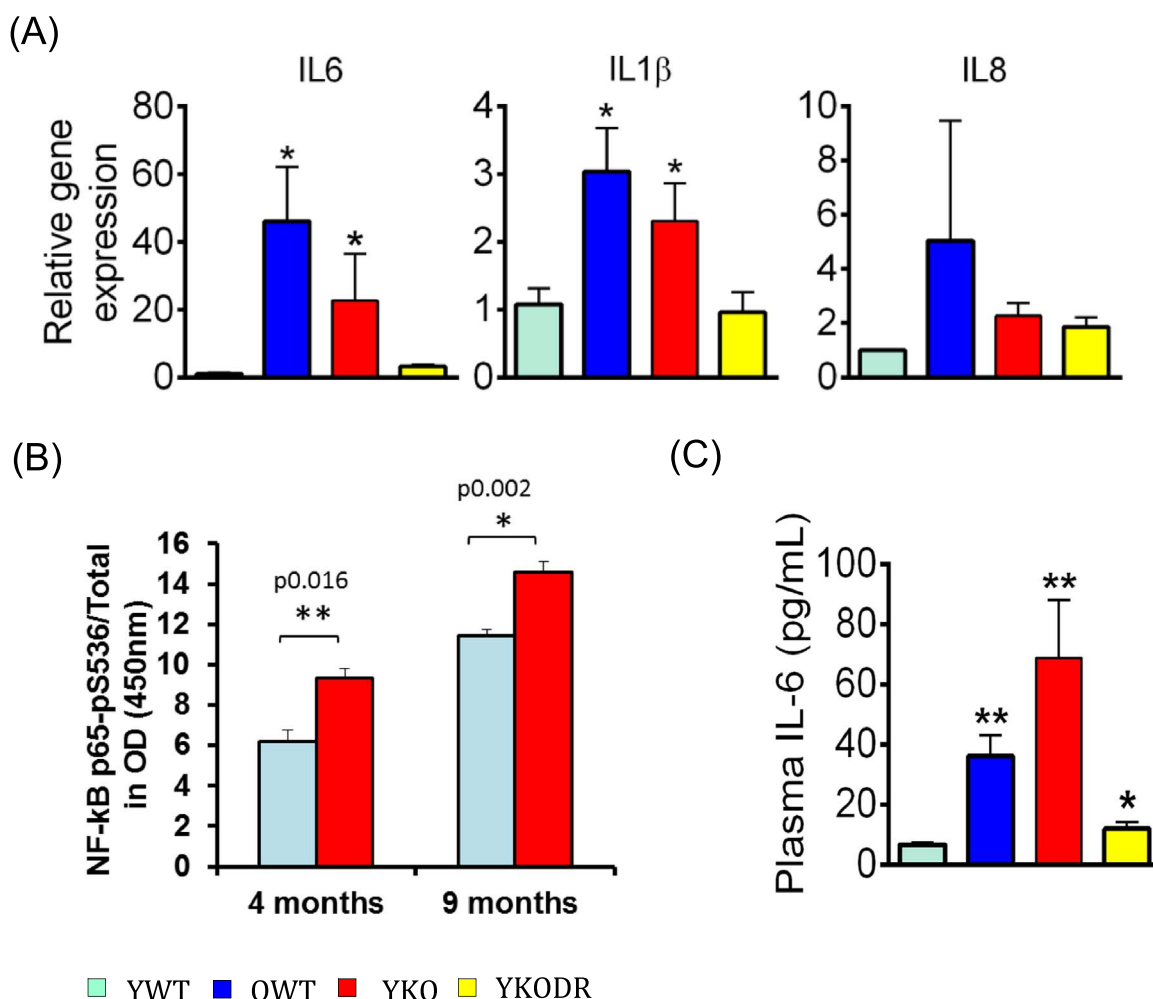 (A)
IL6
IL1β
IL8
Relative gene
expression
80
60
40
20
0
4
3
2
1
0
10
8
6
4
2
0
*
*
*
*
(B)
(C)
NF-kB p65-pS536/Total
in OD (450nm)
16
14
12
10
8
6
4
2
0
p0.016
**
p0.002
*
4 months
9 months
Plasma IL-6 (pg/mL)
100
80
60
40
20
0
**
**
*
YWT OWT YKO YKODR